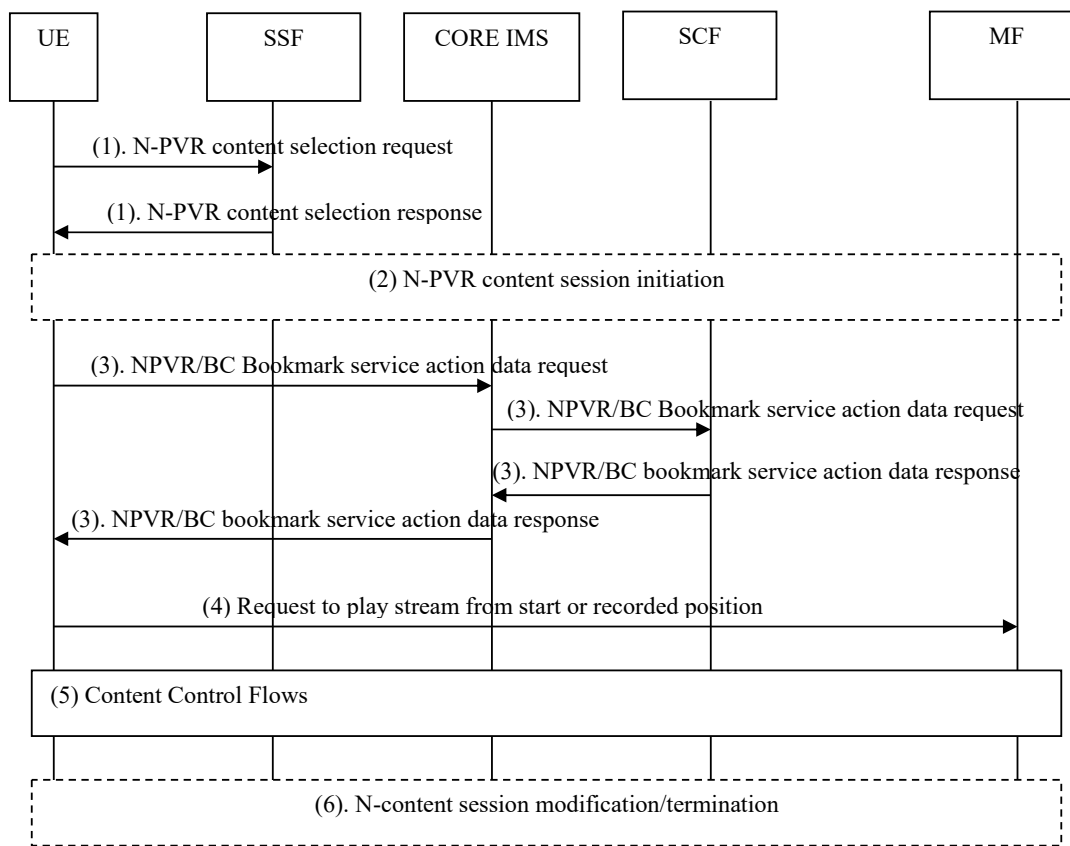 UE
SSF
CORE IMS
SCF
MF
(1). N-PVR content selection request
(1). N-PVR content selection response
(2) N-PVR content session initiation
(3). NPVR/BC Bookmark service action data request
(3). NPVR/BC Bookmark service action data request
(3). NPVR/BC bookmark service action data response
(3). NPVR/BC bookmark service action data response
(4) Request to play stream from start or recorded position
(5) Content Control Flows
(6). N-content session modification/termination